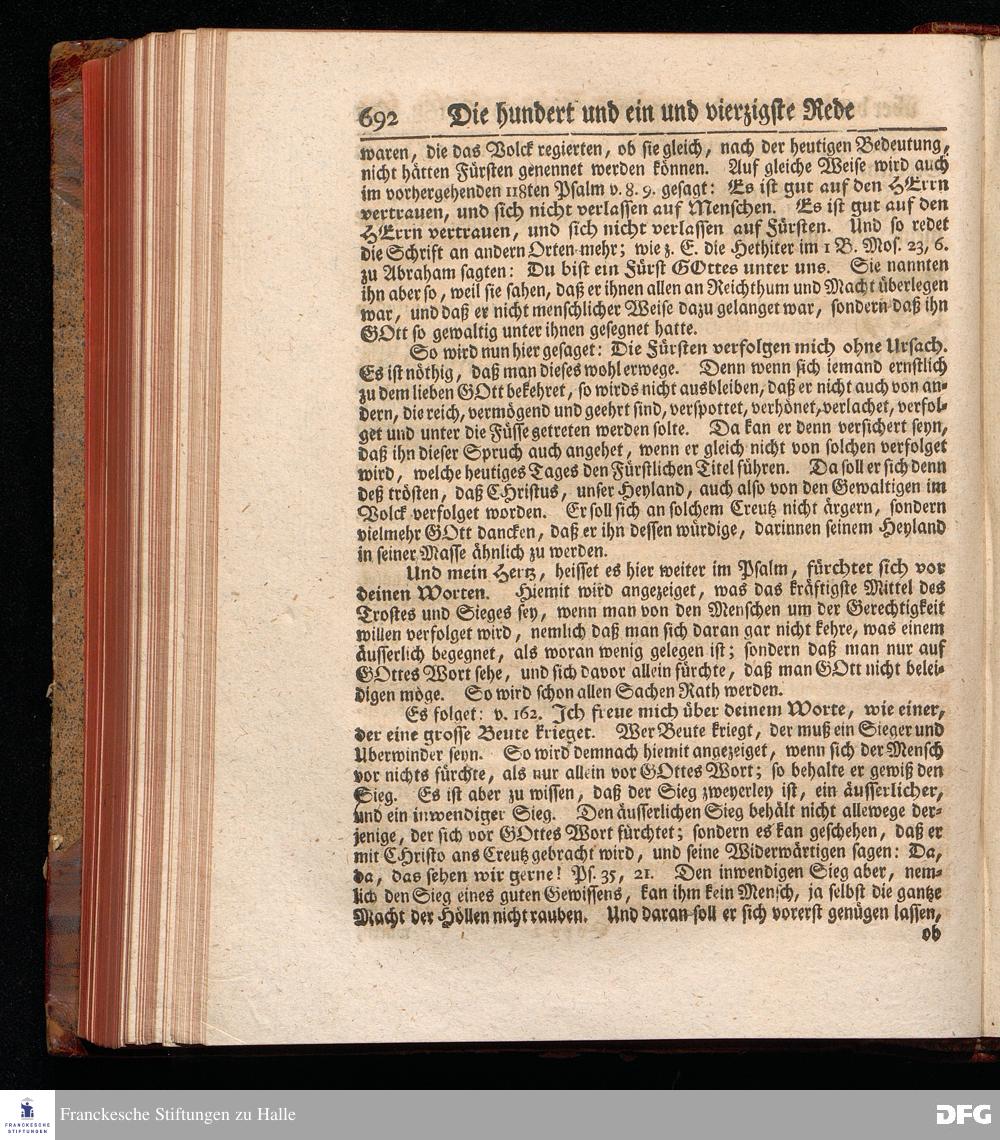 692 Die hundert und ein und vierzigste Rede
waren, die das Volck regierten, ob sie gleich, nach der heutigen Bedeutung,
nicht hätten Fürsten genennet werden können. Auf gleiche Weise wird auch
im vorhergehenden 118ten Psalm v. 8. 9. gesagt: Es ist gut auf den HErrn
vertrauen, und sich nicht verlassen auf Menschen. Es ist gut auf den
HErrn vertrauen, und sich nicht verlassen auf Fürsten. Und so redet
die Schrift an andern Orten mehr; wie z. E. die Hethiter im 1 B. Mos. 23, 6.
zu Abraham sagten: Du bist ein Fürst GOttes unter uns. Sie nannten
ihn aber so, weil sie sahen, daß er ihnen allen an Reichthum und Macht überlegen
war, und daß er nicht menschlicher Weise dazu gelanget war, sondern daß ihn
GOtt so gewaltig unter ihnen gesegnet hatte.
So wird nun hier gesaget: Die Fürsten verfolgen mich ohne Ursach.
Es ist nöthig, daß man dieses wohl erwege. Denn wenn sich iemand ernstlich
zu dem lieben GOtt bekehret, so wirds nicht ausbleiben, daß er nicht auch von an-
dern, die reich, vermögend und geehrt sind, verspottet, verhönet, verlachet, verfol-
get und unter die Füsse getreten werden solte. Da kan er denn versichert seyn,
daß ihn dieser Spruch auch angehet, wenn er gleich nicht von solchen verfolget
wird, welche heutiges Tages den Fürstlichen Titel führen. Da soll er sich denn
deß trösten, daß CHristus, unser Heyland, auch also von den Gewaltigen im
Volck verfolget worden. Er soll sich an solchem Creutz nicht ärgern, sondern
vielmehr GOtt dancken, daß er ihn dessen würdige, darinnen seinem Heyland
in seiner Masse ähnlich zu werden.
Und mein Hertz, heisset es hier weiter im Psalm, fürchtet sich vor
deinen Worten. Hiemit wird angezeiget, was das kräftigste Mittel des
Trostes und Sieges sey, wenn man von den Menschen um der Gerechtigkeit
willen verfolget wird, nemlich daß man sich daran gar nicht kehre, was einem
äusserlich begegnet, als woran wenig gelegen ist; sondern daß man nur auf
GOttes Wort sehe, und sich davor allein fürchte, daß man GOtt nicht belei-
digen möge. So wird schon allen Sachen Rath werden.
Es folget: v. 162. Ich freue mich über deinem Worte, wie einer,
der eine grosse Beute krieget. Wer Beute kriegt, der muß ein Sieger und
Uberwinder seyn. So wird demnach hiemit angezeiget, wenn sich der Mensch
vor nichts fürchte, als nur allein vor GOttes Wort; so behalte er gewiß den
Sieg. Es ist aber zu wissen, daß der Sieg zweyerley ist, ein äusserlicher,
und ein inwendiger Sieg. Den äusserlichen Sieg behält nicht allewege der-
jenige, der sich vor GOttes Wort fürchtet; sondern es kan geschehen, daß er
mit CHristo ans Creutz gebracht wird, und seine Widerwärtigen sagen: Da,
da, das sehen wir gerne! Ps. 35, 21. Den inwendigen Sieg aber, nem-
lich den Sieg eines guten Gewissens, kan ihm kein Mensch, ja selbst die gantze
Macht der Höllen nicht rauben. Und daran soll er sich vorerst genügen lassen,
ob
FRANCKESCHE
STIFTUNGEN
Franckesche Stiftungen zu Halle
DFG